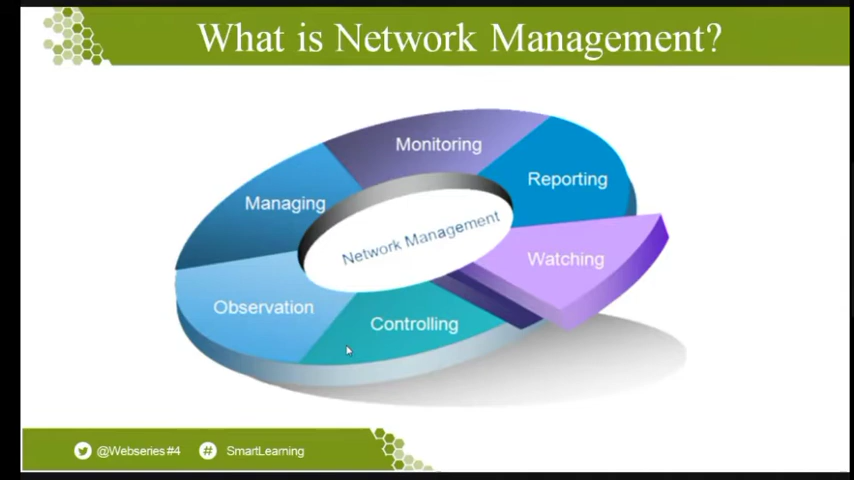 What is Network Management?
Monitoring
Reporting
Managing
Network Management
Watching
Observation
Controlling
@Webseries #4
# SmartLearning